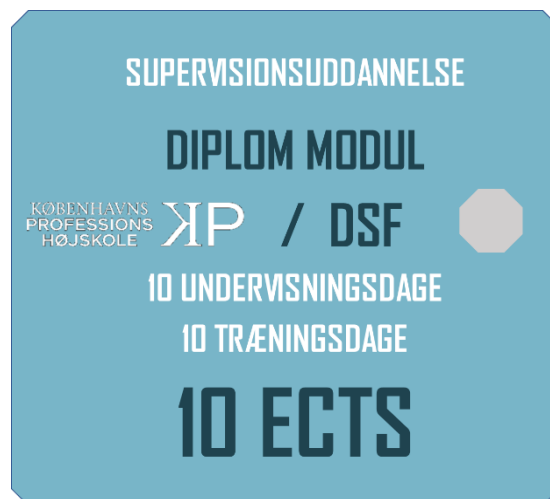 SUPERVISIONSUDDANNELSE
DIPLOM MODUL
KØBENHAVNS
PROFESSIONS
HØJSKOLE
KP / DSF
10 UNDERVISNINGSDAGE
10 TRÆNINGSDAGE
10 ECTS